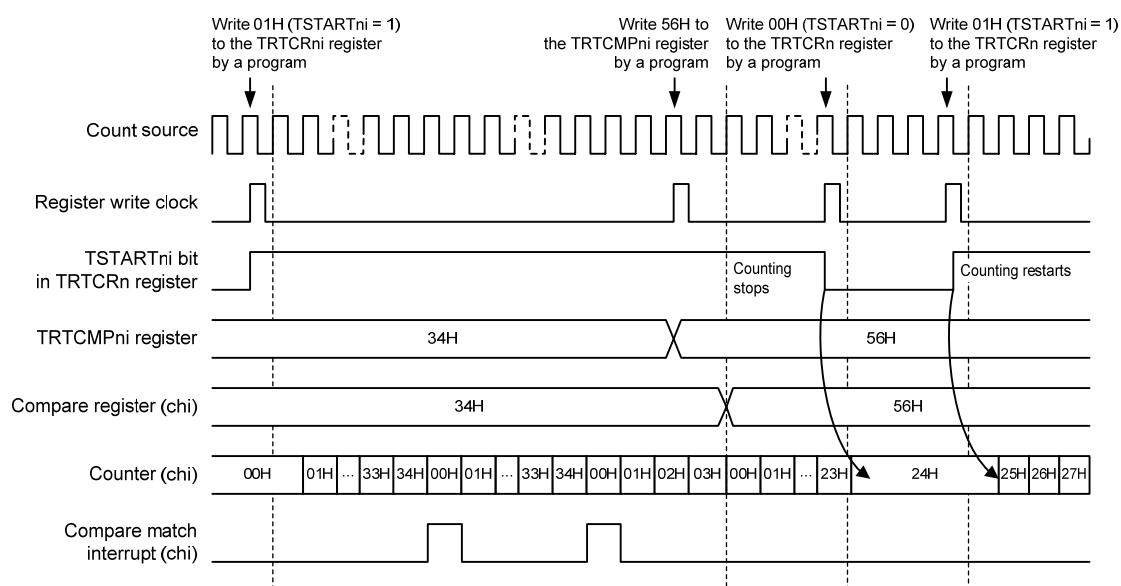 Write 01H (TSTARTni = 1)
to the TRTCRni register
by a program
Write 56H to
the TRTCMPni register
by a program
Write 00H (TSTARTni = 0)
to the TRTCRn register
by a program
Write 01H (TSTARTni = 1)
to the TRTCRn register
by a program
Count source
Register write clock
TSTARTni bit
in TRTCRn register
Counting
stops
Counting restarts
TRTCMPni register
34H
56H
Compare register (chi)
34H
56H
Counter (chi)
00H 01H ... 33H 34H 00H 01H ... 33H 34H 00H 01H 02H 03H 00H 01H ... 23H 24H 25H 26H 27H
Compare match
interrupt (chi)